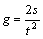 g = 2s / t²